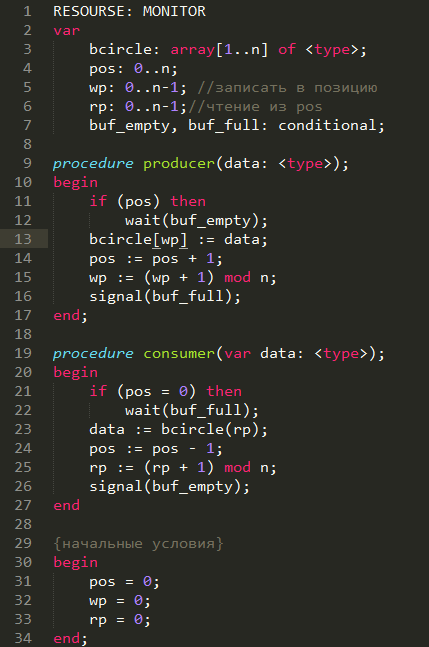 1 RESOURSE: MONITOR
2 var
3 bcircle: array[1..n] of <type>;
4 pos: 0..n;
5 wp: 0..n-1; //записать в позицию
6 rp: 0..n-1;//чтение из pos
7 buf_empty, buf_full: conditional;
8
9 procedure producer(data: <type>);
10 begin
11 if (pos) then
12 wait(buf_empty);
13 bcircle[wp] := data;
14 pos := pos + 1;
15 wp := (wp + 1) mod n;
16 signal(buf_full);
17 end;
18
19 procedure consumer(var data: <type>);
20 begin
21 if (pos = 0) then
22 wait(buf_full);
23 data := bcircle(rp);
24 pos := pos - 1;
25 rp := (rp + 1) mod n;
26 signal(buf_empty);
27 end
28
29 {начальные условия}
30 begin
31 pos = 0;
32 wp = 0;
33 rp = 0;
34 end;